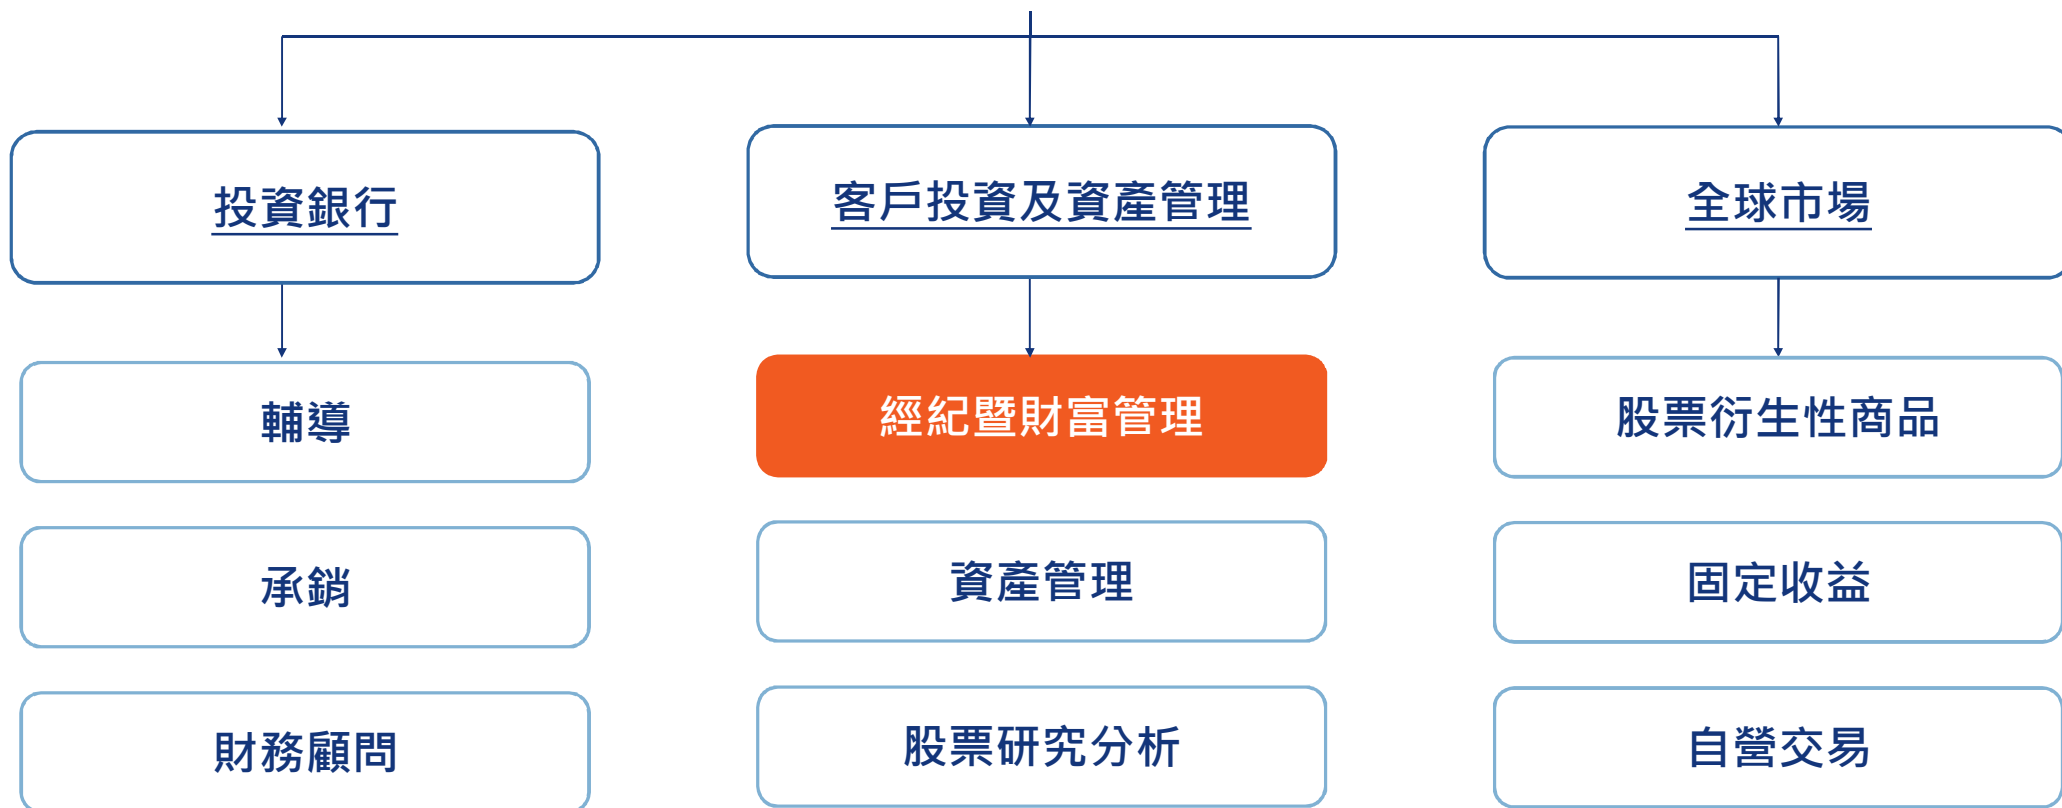 投資銀行
客戶投資及資產管理
全球市場
輔導
經紀暨財富管理
股票衍生性商品
承銷
資產管理
固定收益
財務顧問
股票研究分析
自營交易